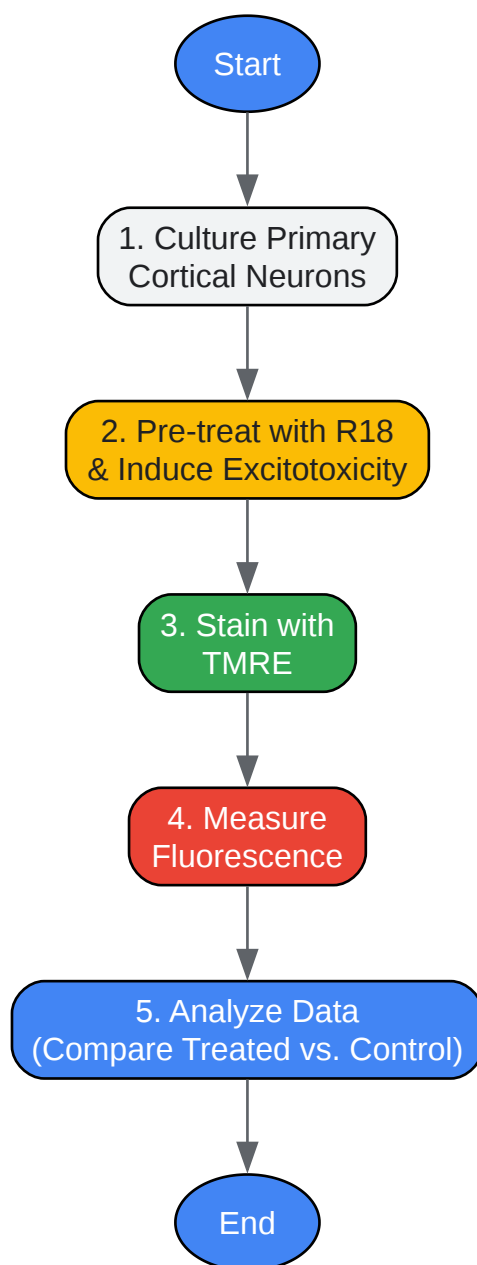 Start
1. Culture Primary
Cortical Neurons
2. Pre-treat with R18
& Induce Excitotoxicity
3. Stain with
TMRE
4. Measure
Fluorescence
5. Analyze Data
(Compare Treated vs. Control)
End